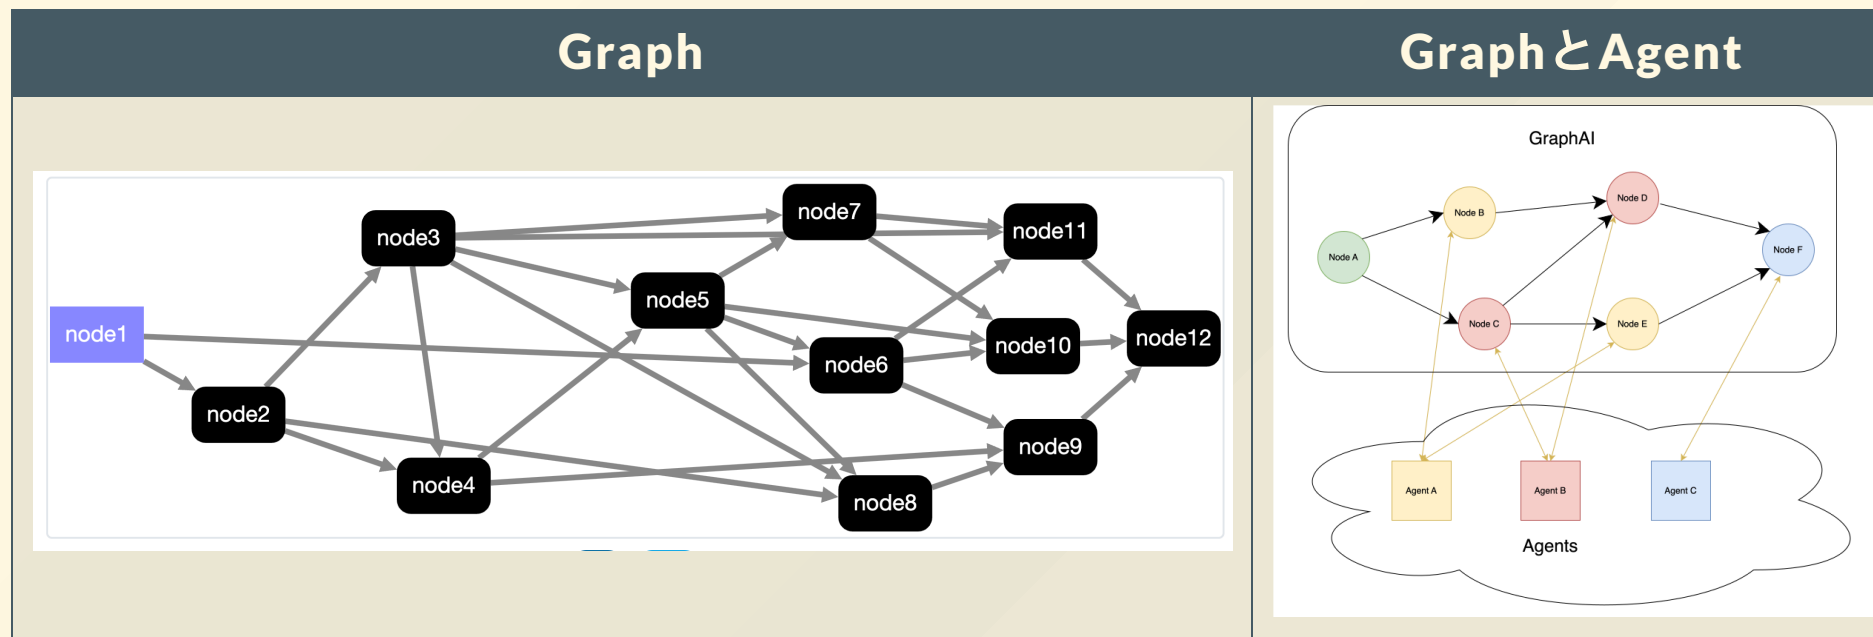 Graph
GraphとAgent
node1
node2
node3
node4
node5
node6
node7
node8
node9
node10
node11
node12
GraphAI
Node A
Node B
Node C
Node D
Node E
Node F
Agent A
Agent B
Agent C
Agents